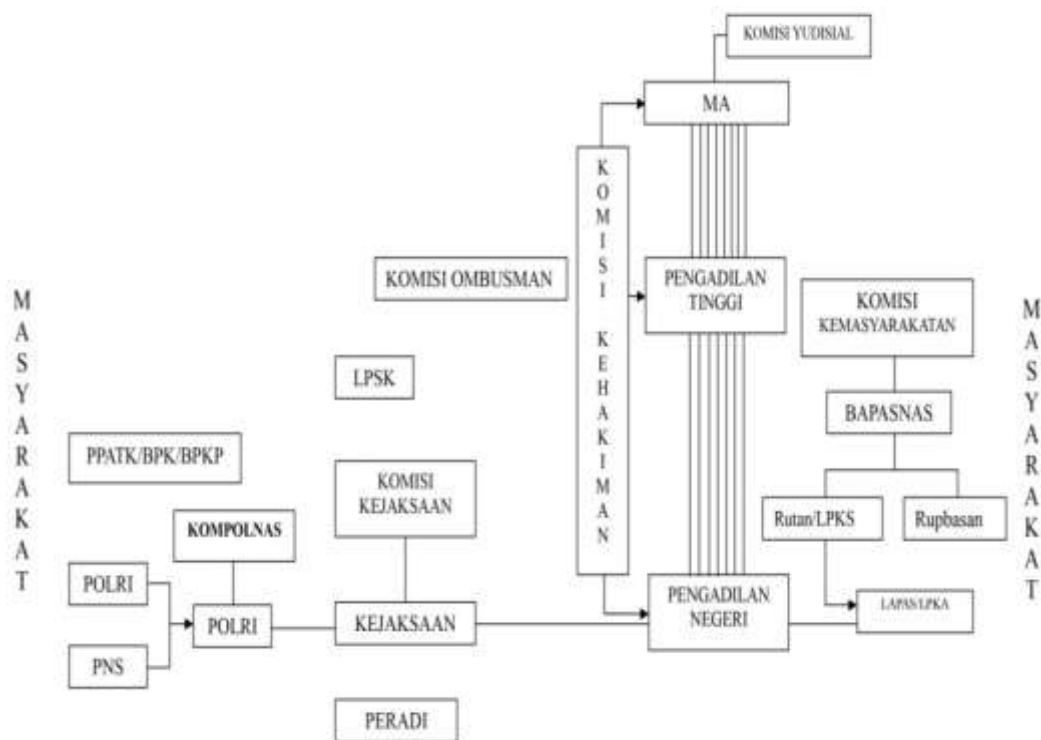 KOMISI YUDISIAL
MA
KOMISI KEHAKIMAN
KOMISI OMBUSMAN
PENGADILAN
TINGGI
KOMISI
KEMASYARAKATAN
MASYARAKAT
MASYARAKAT
LPSK
BAPASNAS
PPATK/BPK/BPKP
KOMISI
KEJAKSAAN
KOMPOLNAS
Rutan/LPKS
Rupbasan
POLRI
POLRI
KEJAKSAAN
PENGADILAN
NEGERI
LAPAS/LPKA
PNS
PERADI